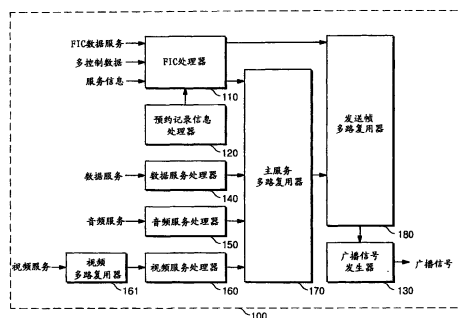 FIC数据服务
多控制数据
服务信息
FIC处理器
110
预约记录信息
处理器
120
数据服务
数据服务处理器
140
音频服务
音频服务处理器
150
视频服务
视频
多路复用器
161
视频服务处理器
160
主服务
多路复用器
170
发送帧
多路复用器
180
广播信号
发生器
130
广播信号
100